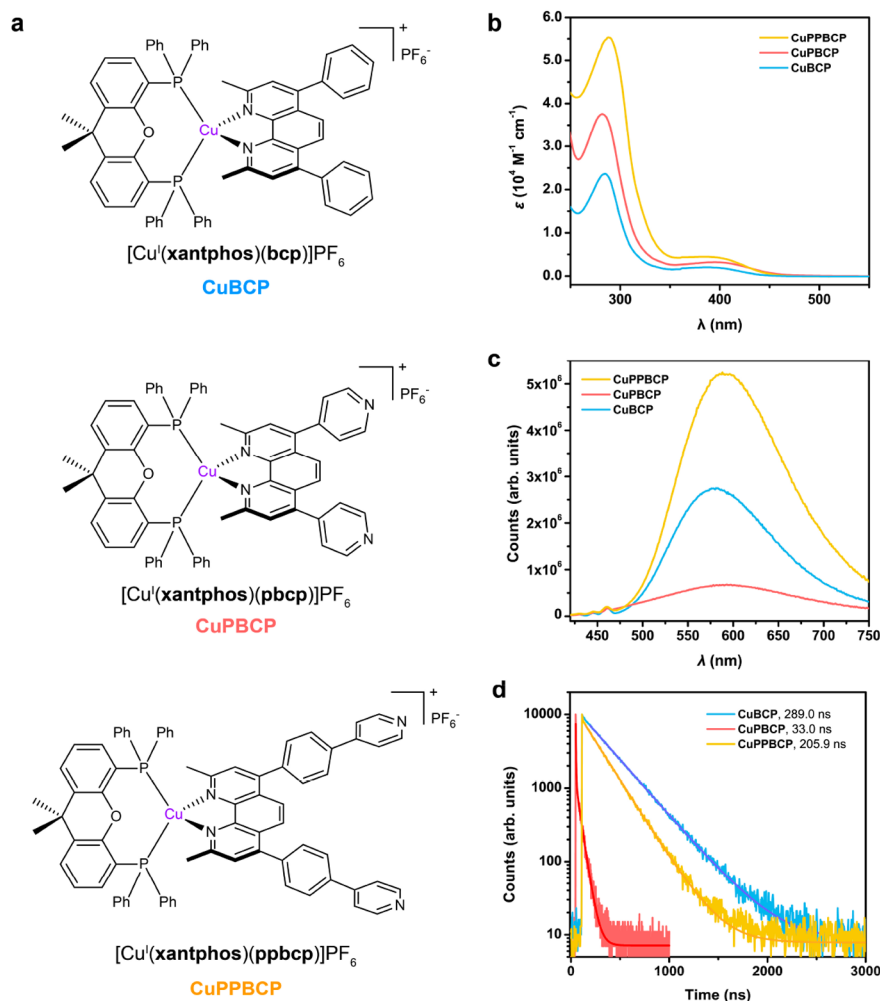 a
Ph
Ph
+
PF6-
P
N
O
Cu
N
P
Ph
Ph
Ph
Ph
[CuI(xantphos)(bcp)]PF6
CuBCP
Ph
Ph
+
PF6-
P
N
N
O
Cu
N
P
N
Ph
Ph
[CuI(xantphos)(pbcp)]PF6
CuPBCP
Ph
Ph
+
PF6-
N
P
N
O
Cu
N
P
N
Ph
Ph
[CuI(xantphos)(ppbcp)]PF6
CuPPBCP
b
6.0
5.0
4.0
3.0
2.0
1.0
0.0
ε (10^4 M-1 cm-1)
CuPPBCP
CuPBCP
CuBCP
300
400
500
λ (nm)
c
5x10^6
4x10^6
3x10^6
2x10^6
1x10^6
0
Counts (arb. units)
CuPPBCP
CuPBCP
CuBCP
450
500
550
600
650
700
750
λ (nm)
d
10000
1000
100
10
Counts (arb. units)
CuBCP, 289.0 ns
CuPBCP, 33.0 ns
CuPPBCP, 205.9 ns
0
1000
2000
3000
Time (ns)